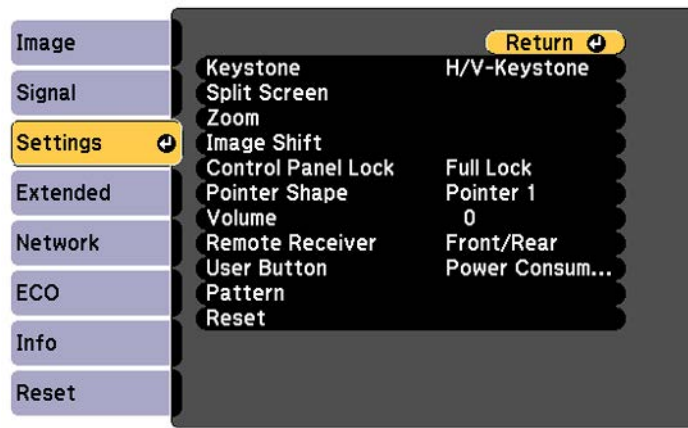 Image
Signal
Settings
Extended
Network
ECO
Info
Reset
Return
Keystone H/V-Keystone
Split Screen
Zoom
Image Shift
Control Panel Lock Full Lock
Pointer Shape Pointer 1
Volume 0
Remote Receiver Front/Rear
User Button Power Consum...
Pattern
Reset